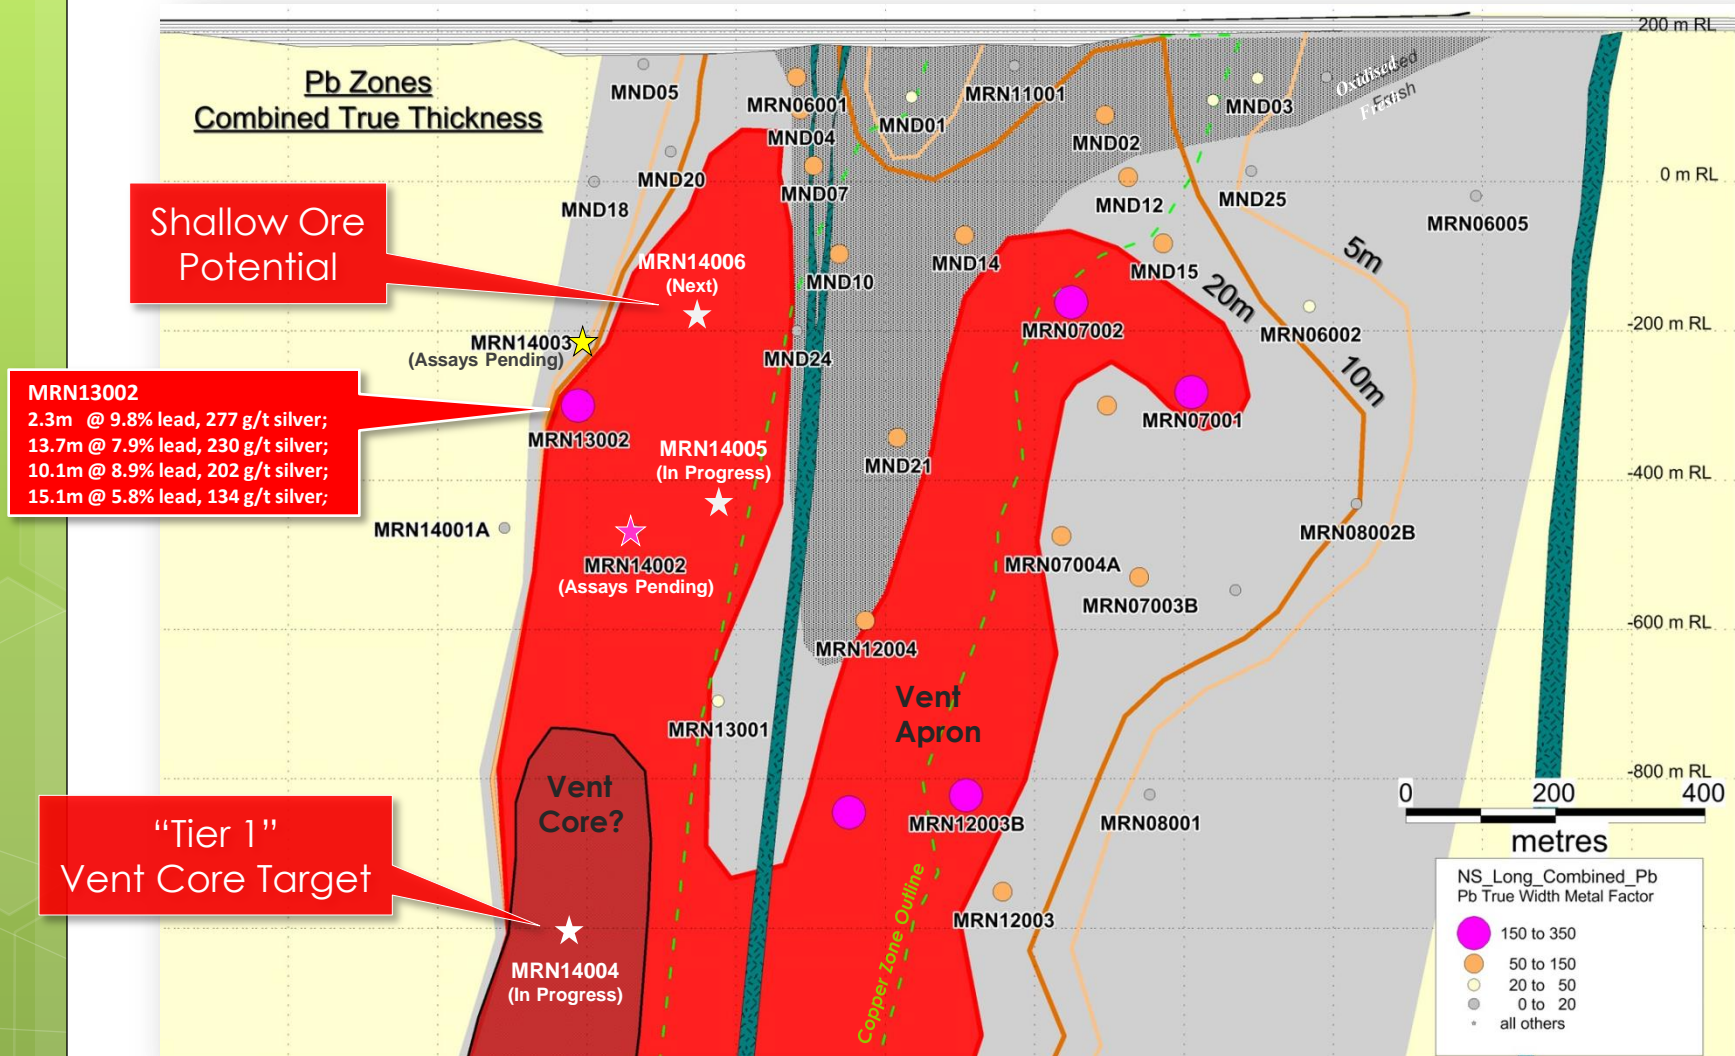 Pb Zones
Combined True Thickness
200 m RL
Oxidised
Fresh
MND05
MRN06001
MRN11001
MND01
MND03
MND04
MND02
MND20
MND07
0 m RL
MND18
MND12
MND25
MRN06005
Shallow Ore
Potential
5m
MRN14006
(Next)
MND10
MND14
MND15
20m
-200 m RL
MRN14003
(Assays Pending)
MND24
MRN07002
MRN06002
10m
MRN13002
2.3m @ 9.8% lead, 277 g/t silver;
13.7m @ 7.9% lead, 230 g/t silver;
10.1m @ 8.9% lead, 202 g/t silver;
15.1m @ 5.8% lead, 134 g/t silver;
MRN13002
MRN14005
(In Progress)
MND21
MRN07001
-400 m RL
MRN14001A
MRN14002
(Assays Pending)
MRN07004A
MRN08002B
MRN07003B
-600 m RL
MRN12004
Vent
Apron
MRN13001
-800 m RL
Vent
Core?
0 200 400
metres
MRN12003B
MRN08001
"Tier 1"
Vent Core Target
Copper Zone Outline
MRN12003
MRN14004
(In Progress)
NS_Long_Combined_Pb
Pb True Width Metal Factor
150 to 350
50 to 150
20 to 50
0 to 20
all others